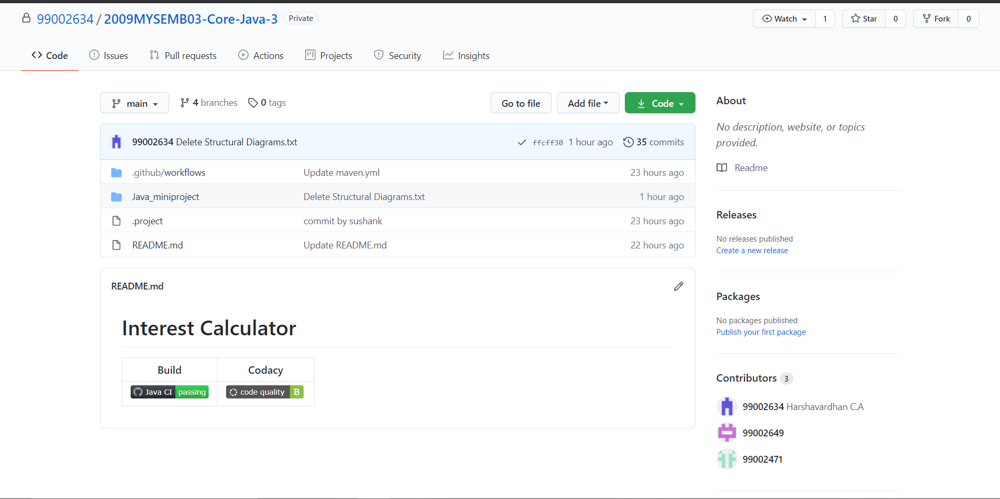 99002634 / 2009MYSEMB03-Core-Java-3 Private
Watch 1 Star 0 Fork 0
Code Issues Pull requests Actions Projects Security Insights
main 4 branches 0 tags Go to file Add file Code
99002634 Delete Structural Diagrams.txt ffcff30 1 hour ago 35 commits
.github/workflows Update maven.yml 23 hours ago
Java_miniproject Delete Structural Diagrams.txt 1 hour ago
.project commit by sushank 23 hours ago
README.md Update README.md 22 hours ago
README.md
Interest Calculator
Build Codacy
Java CI passing code quality B
About
No description, website, or topics
provided.
Readme
Releases
No releases published
Create a new release
Packages
No packages published
Publish your first package
Contributors 3
99002634 Harshavardhan C.A
99002649
99002471